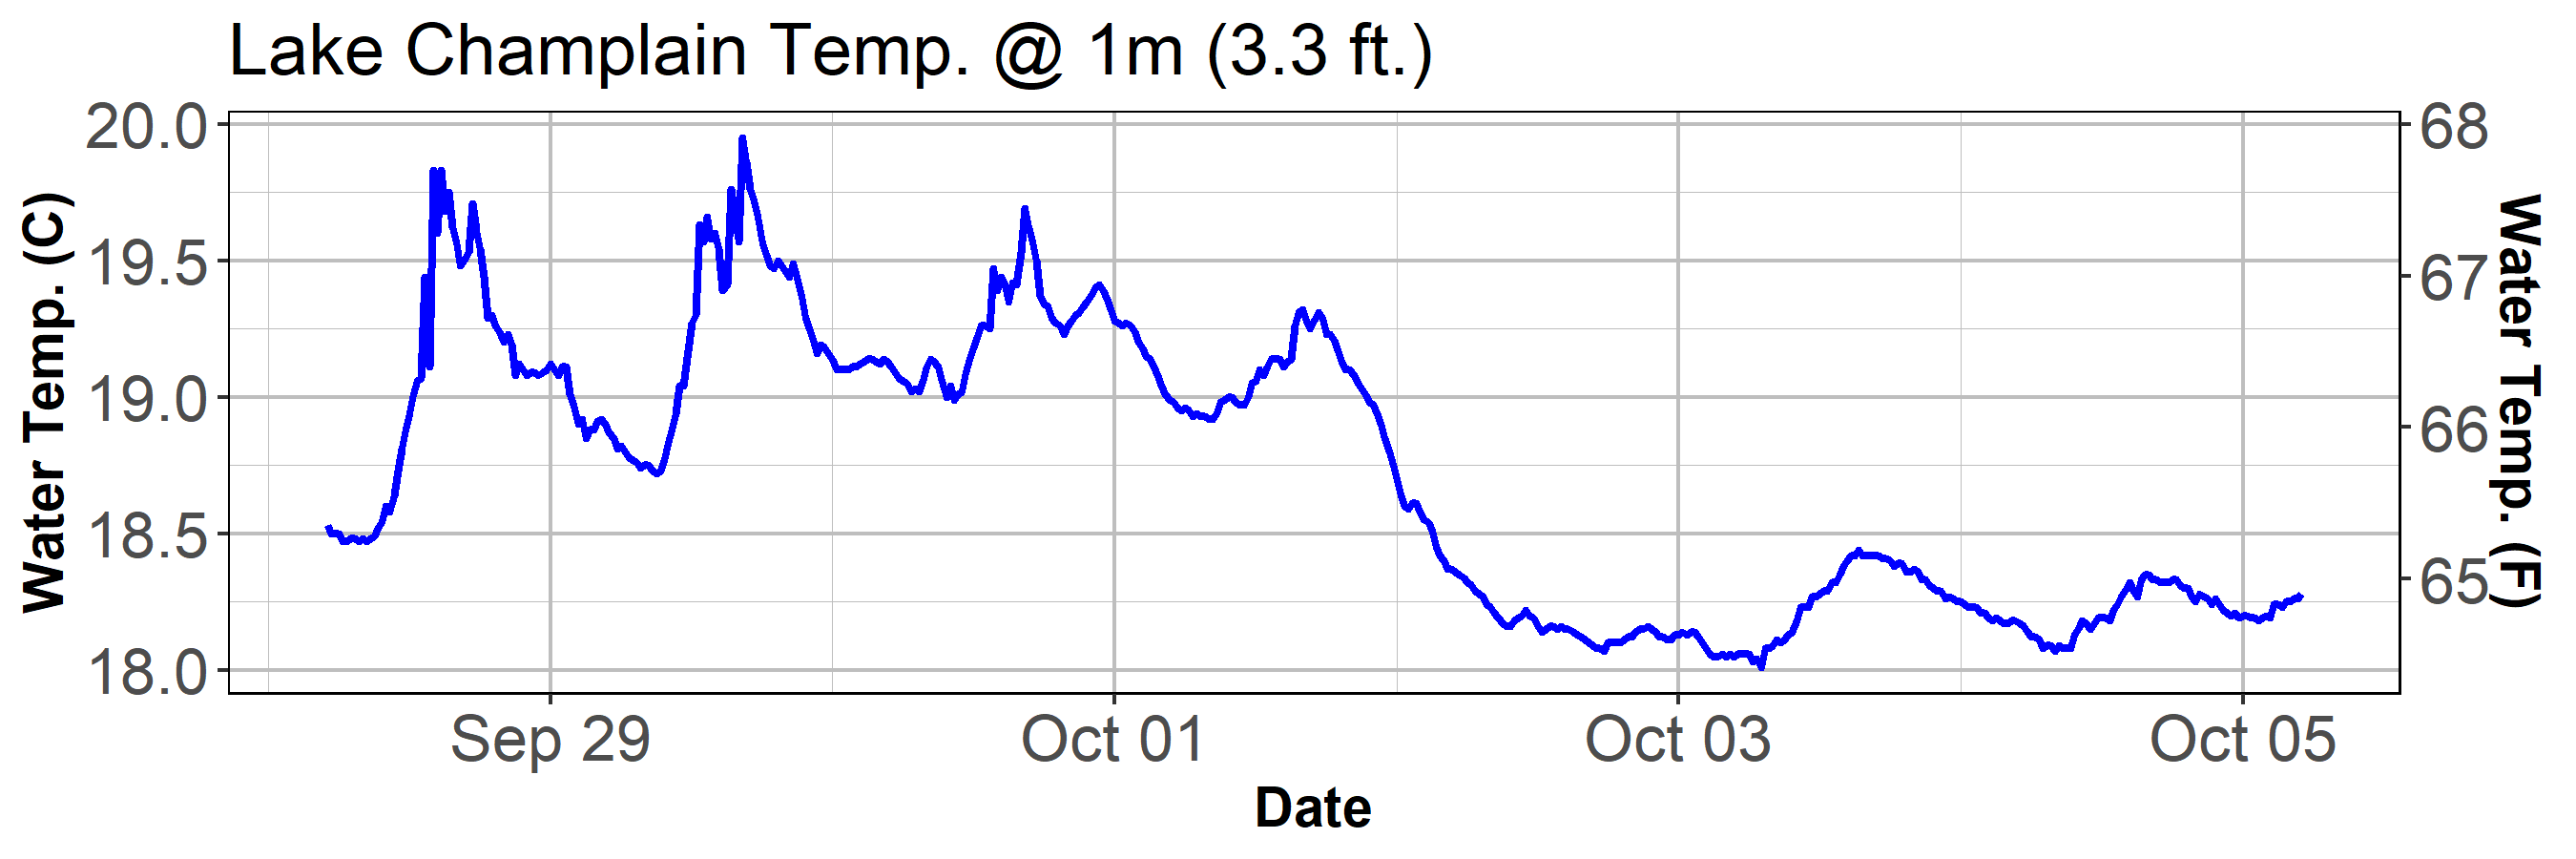 Lake Champlain Temp. @ 1m (3.3 ft.)
Water Temp. (C)
20.0
19.5
19.0
18.5
18.0
68
67
66
65
Water Temp. (F)
Sep 29
Oct 01
Oct 03
Oct 05
Date